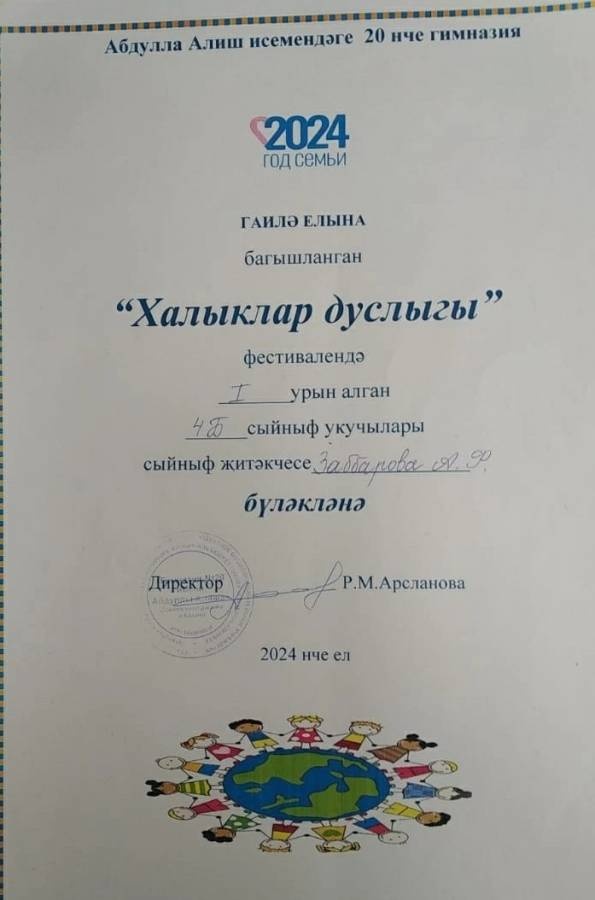 Абдулла Алиш исемендәге 20 нче гимназия
2024
ГОД СЕМЬИ
ГАИЛӘ ЕЛЫНА
багышланган
“Халыклар дуслыгы”
фестивалендә
I урын алган
4Б сыйныф укучылары
сыйныф җитәкчесе Заббарова А.Ф.
бүләкләнә
Директор Р.М.Арсланова
2024 нче ел